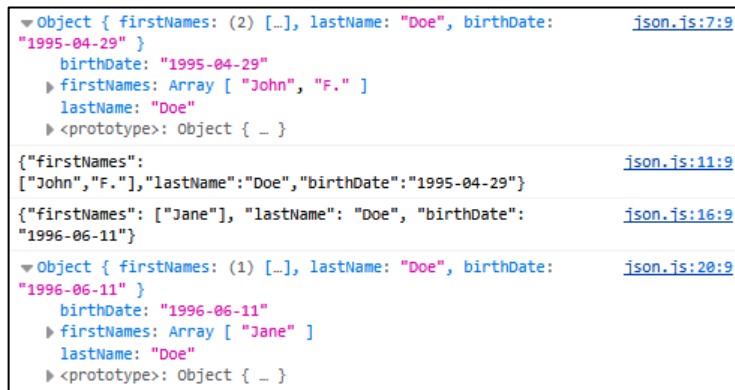 ▼Object { firstNames: (2) […], lastName: "Doe", birthDate: json.js:7:9
"1995-04-29" }
birthDate: "1995-04-29"
▶ firstNames: Array [ "John", "F." ]
lastName: "Doe"
▶ <prototype>: Object { … }
{"firstNames": json.js:11:9
["John","F."],"lastName":"Doe","birthDate":"1995-04-29"}
{"firstNames": ["Jane"], "lastName": "Doe", "birthDate": json.js:16:9
"1996-06-11"}
▼Object { firstNames: (1) […], lastName: "Doe", birthDate: json.js:20:9
"1996-06-11" }
birthDate: "1996-06-11"
▶ firstNames: Array [ "Jane" ]
lastName: "Doe"
▶ <prototype>: Object { … }